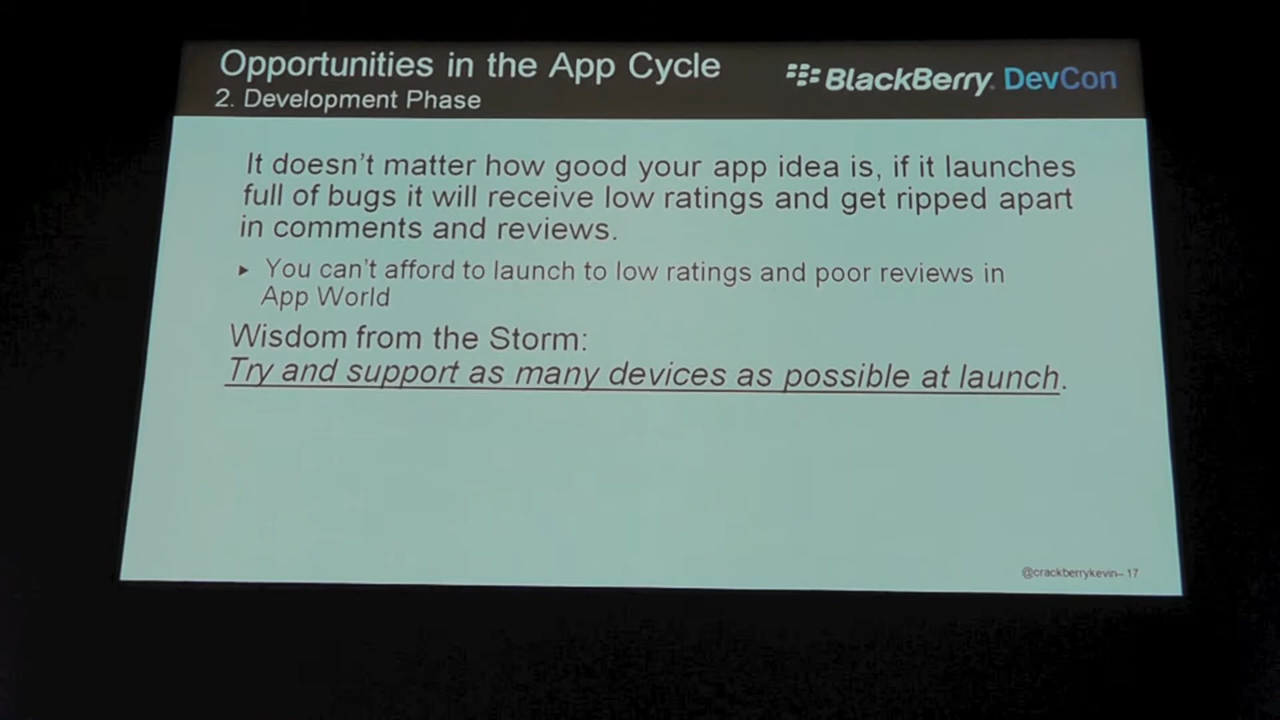 Opportunities in the App Cycle
2. Development Phase
BlackBerry. DevCon
It doesn't matter how good your app idea is, if it launches
full of bugs it will receive low ratings and get ripped apart
in comments and reviews.
► You can't afford to launch to low ratings and poor reviews in
App World
Wisdom from the Storm:
Try and support as many devices as possible at launch.
@crackberrykevin– 17